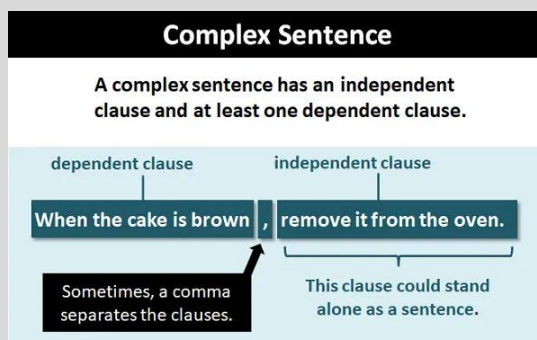 Complex Sentence
A complex sentence has an independent
clause and at least one dependent clause.
dependent clause
independent clause
When the cake is brown , remove it from the oven.
Sometimes, a comma
separates the clauses.
This clause could stand
alone as a sentence.